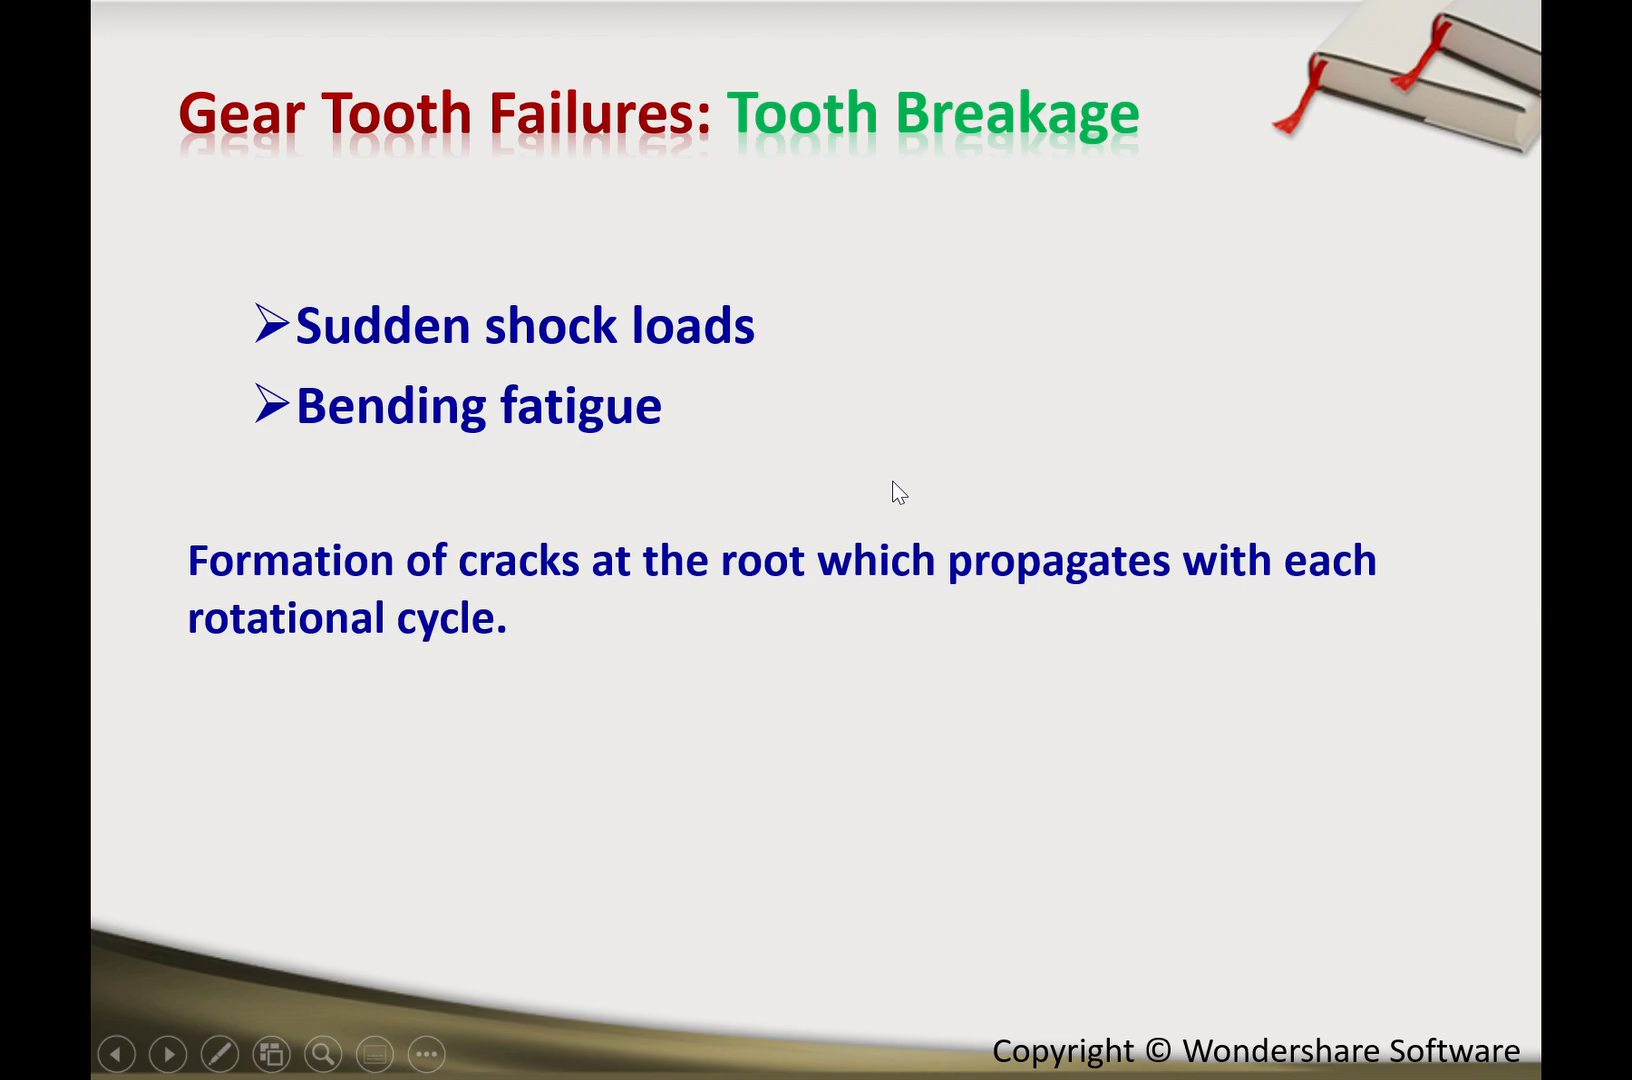 Gear Tooth Failures: Tooth Breakage
Sudden shock loads
Bending fatigue
Formation of cracks at the root which propagates with each
rotational cycle.
Copyright © Wondershare Software